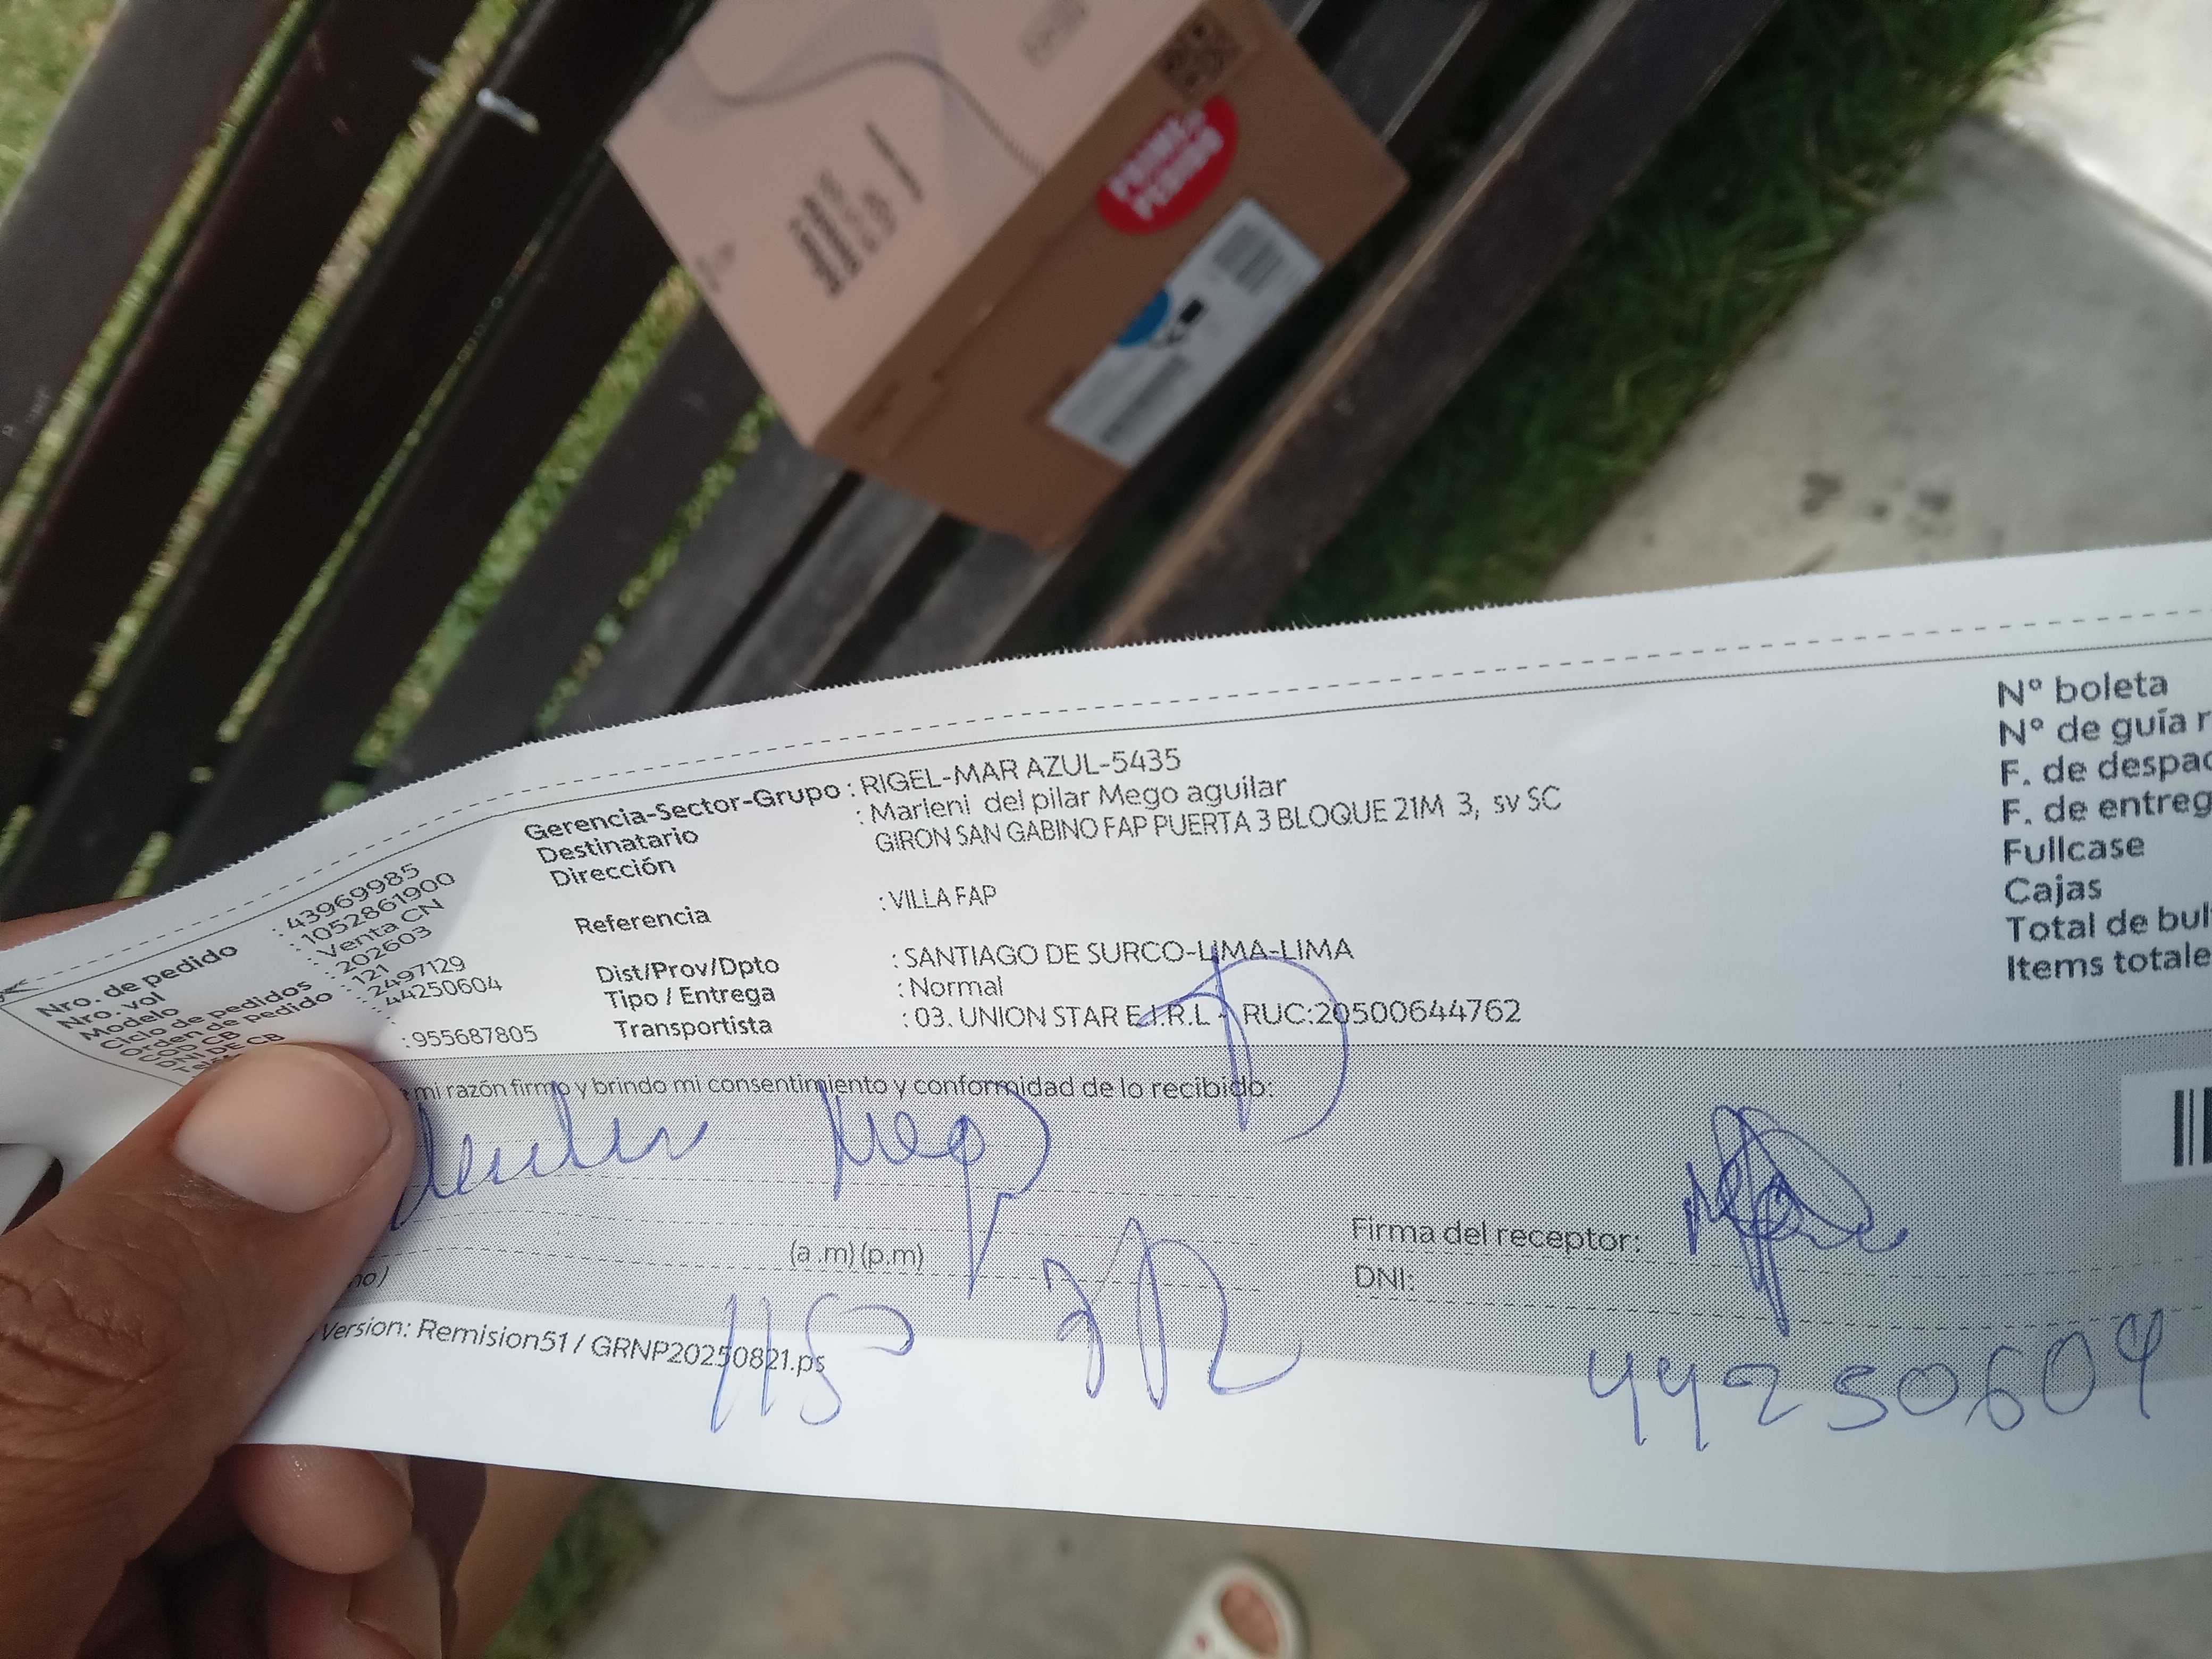 PRIMER
PEDIDO
Nro. de pedido : 43969985
Nro. vol : 1052861900
Modelo : Venta CN
Ciclo de pedidos : 202603
Orden de pedido : 121
COD CB : 2497129
DNI DE CB : 44250604
: 955687805
Gerencia-Sector-Grupo : RIGEL-MAR AZUL-5435
Destinatario : Marleni del pilar Mego aguilar
Dirección GIRON SAN GABINO FAP PUERTA 3 BLOQUE 21M 3, sv SC
Referencia : VILLA FAP
Dist/Prov/Dpto : SANTIAGO DE SURCO-LIMA-LIMA
Tipo / Entrega : Normal
Transportista : 03. UNION STAR E.I.R.L - RUC:20500644762
N° boleta
N° de guía r
F. de despac
F. de entreg
Fullcase
Cajas
Total de bul
Items totale
mi razón firmo y brindo mi consentimiento y conformidad de lo recibido:
Mego
(a.m) (p.m)
Firma del receptor:
DNI:
44250604
Version: Remision51 / GRNP20250821.ps